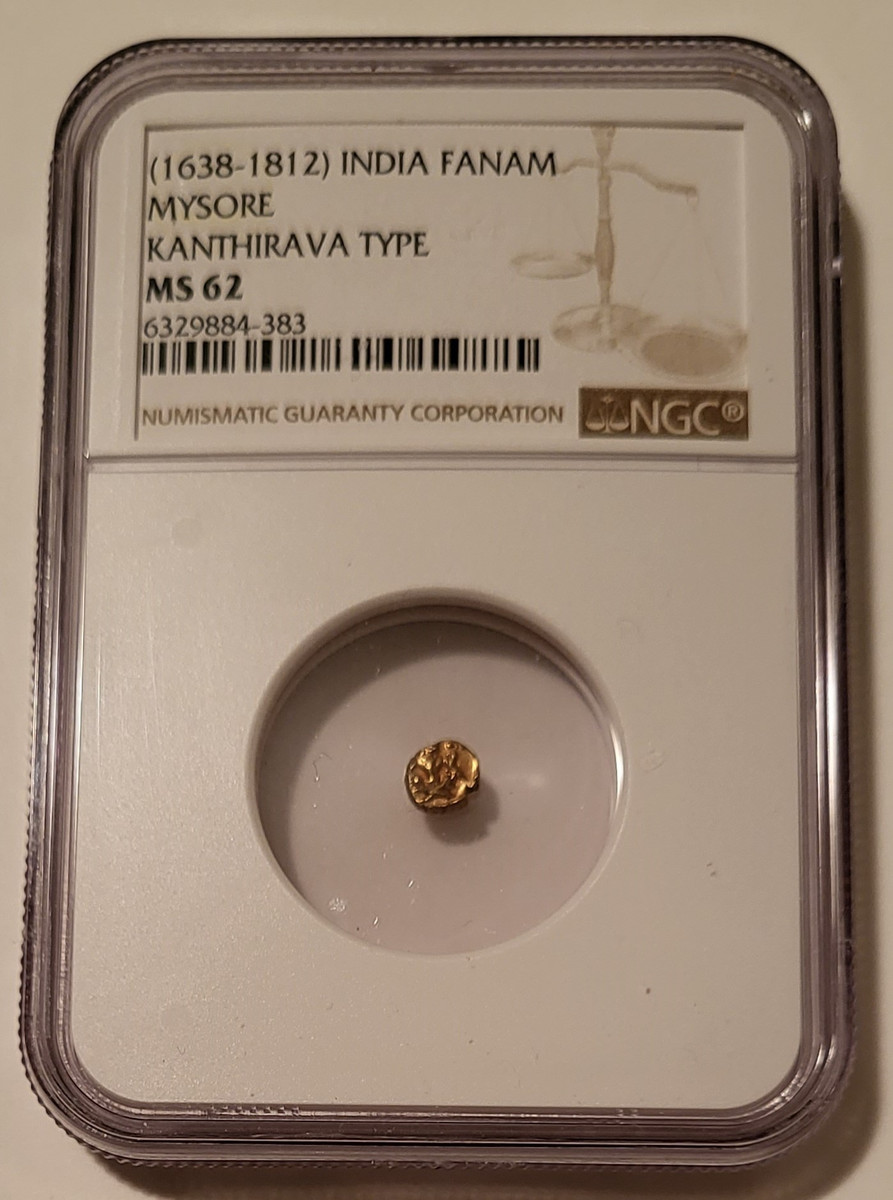 (1638-1812) INDIA FANAM
MYSORE
KANTHIRAVA TYPE
MS 62
6329884-383
NUMISMATIC GUARANTY CORPORATION
NGC®